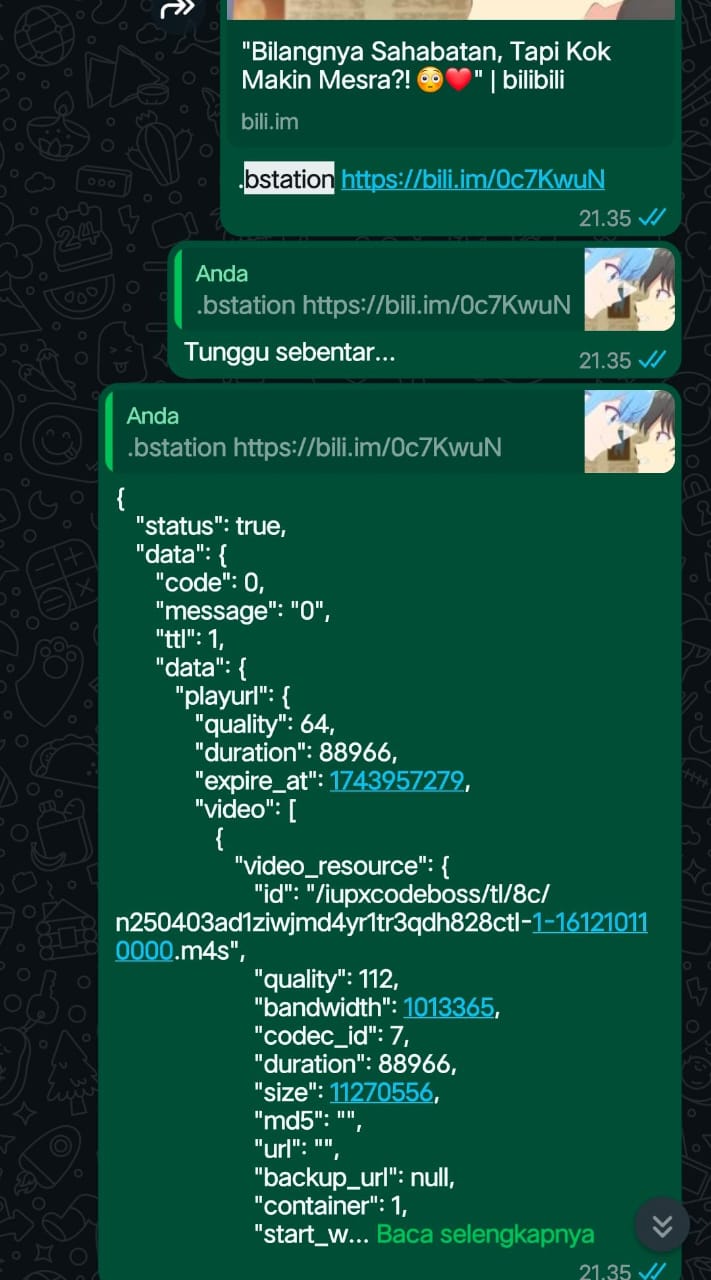 "Bilangnya Sahabatan, Tapi Kok
Makin Mesra?! 😳❤️" | bilibili
bili.im
.bstation https://bili.im/0c7KwuN
21.35
Anda
.bstation https://bili.im/0c7KwuN
Tunggu sebentar...
21.35
Anda
.bstation https://bili.im/0c7KwuN
{
"status": true,
"data": {
"code": 0,
"message": "0",
"ttl": 1,
"data": {
"playurl": {
"quality": 64,
"duration": 88966,
"expire_at": 1743957279,
"video": [
{
"video_resource": {
"id": "/iupxcodeboss/tl/8c/
n250403ad1ziwjmd4yr1tr3qdh828ctl-1-16121011
0000.m4s",
"quality": 112,
"bandwidth": 1013365,
"codec_id": 7,
"duration": 88966,
"size": 11270556,
"md5": "",
"url": "",
"backup_url": null,
"container": 1,
"start_w... Baca selengkapnya
21.35